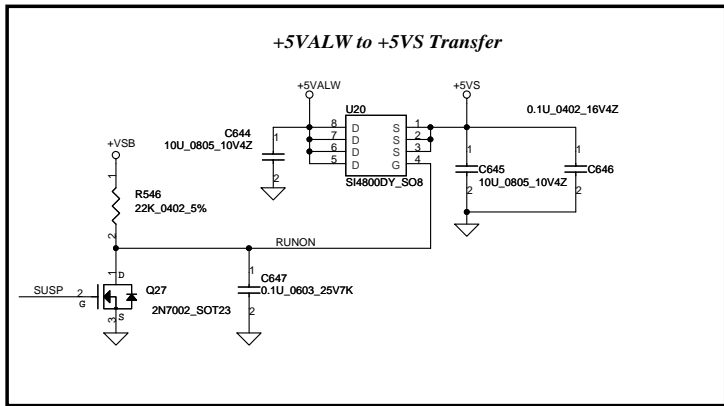 +5VALW to +5VS Transfer
+5VALW
+5VS
U20
0.1U_0402_16V4Z
C644
10U_0805_10V4Z
1
2
8 D S 1
7 D S 2
6 D S 3
5 D G 4
SI4800DY_SO8
1
C645
10U_0805_10V4Z
2
1
C646
2
+VSB
1
R546
22K_0402_5%
2
RUNON
1
C647
0.1U_0603_25V7K
2
SUSP
2
G
1
D
Q27
2N7002_SOT23
3
S